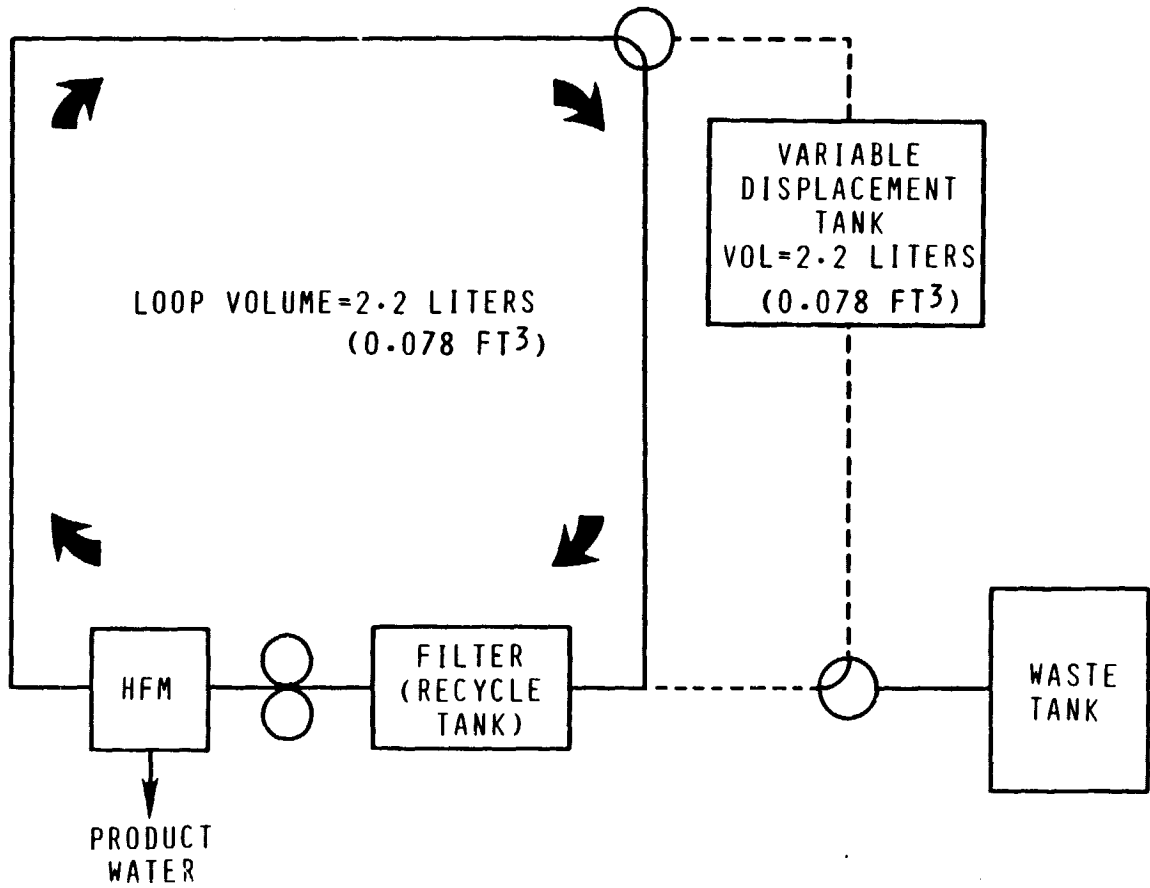 VARIABLE
DISPLACEMENT
TANK
VOL=2.2 LITERS
(0.078 FT3)
LOOP VOLUME=2.2 LITERS
(0.078 FT3)
HFM
FILTER
(RECYCLE
TANK)
WASTE
TANK
PRODUCT
WATER